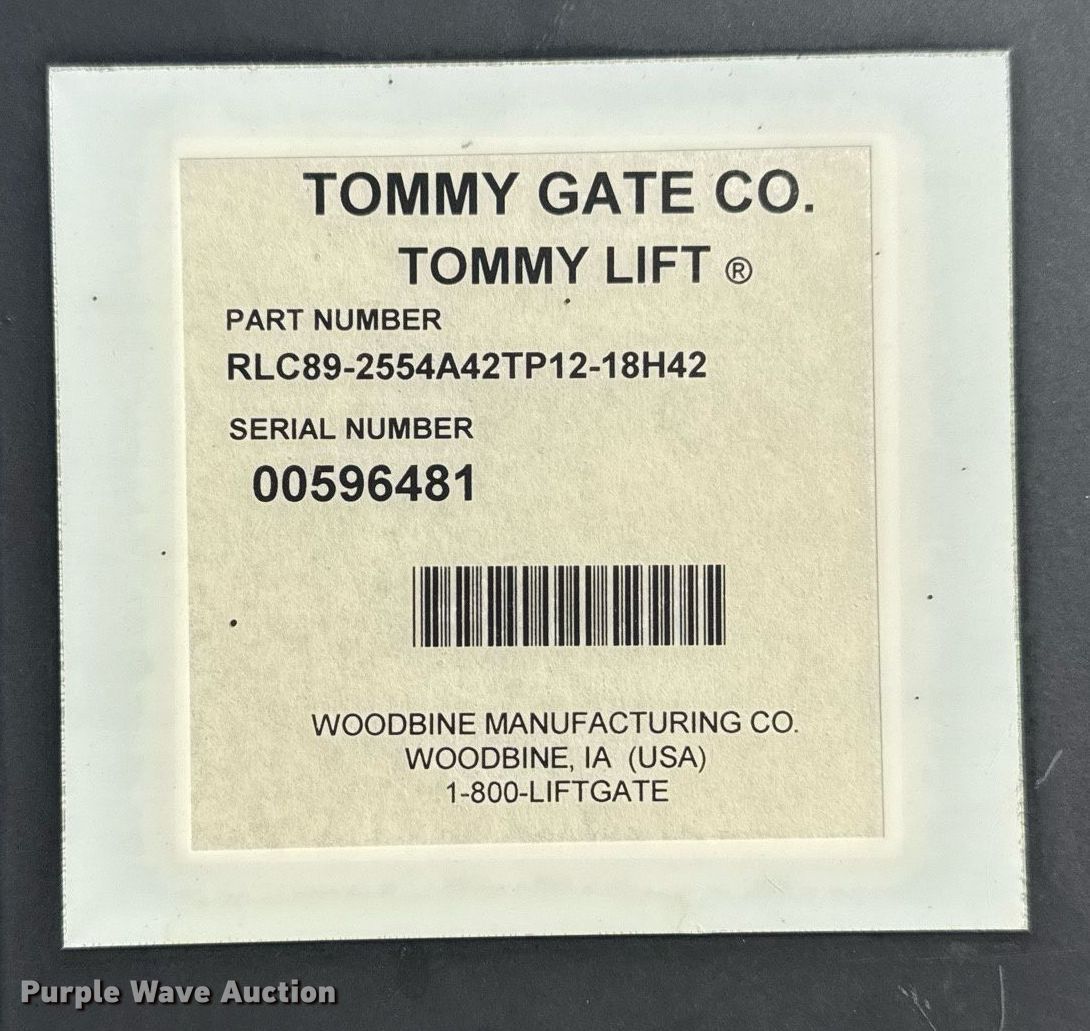 TOMMY GATE CO.
TOMMY LIFT ®
PART NUMBER
RLC89-2554A42TP12-18H42
SERIAL NUMBER
00596481
WOODBINE MANUFACTURING CO.
WOODBINE, IA (USA)
1-800-LIFTGATE
Purple Wave Auction